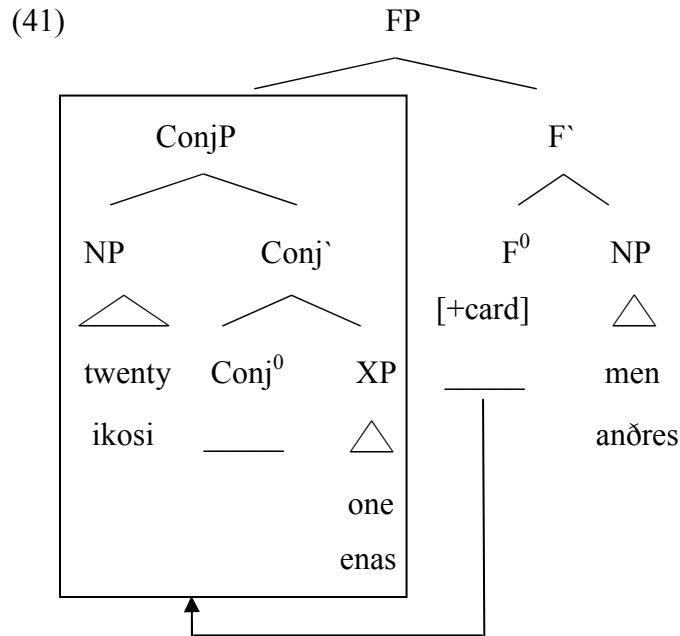 (41) FP
ConjP F`
NP Conj` F⁰ NP
[+card]
twenty Conj⁰ XP men
ikosi anðres
one
enas